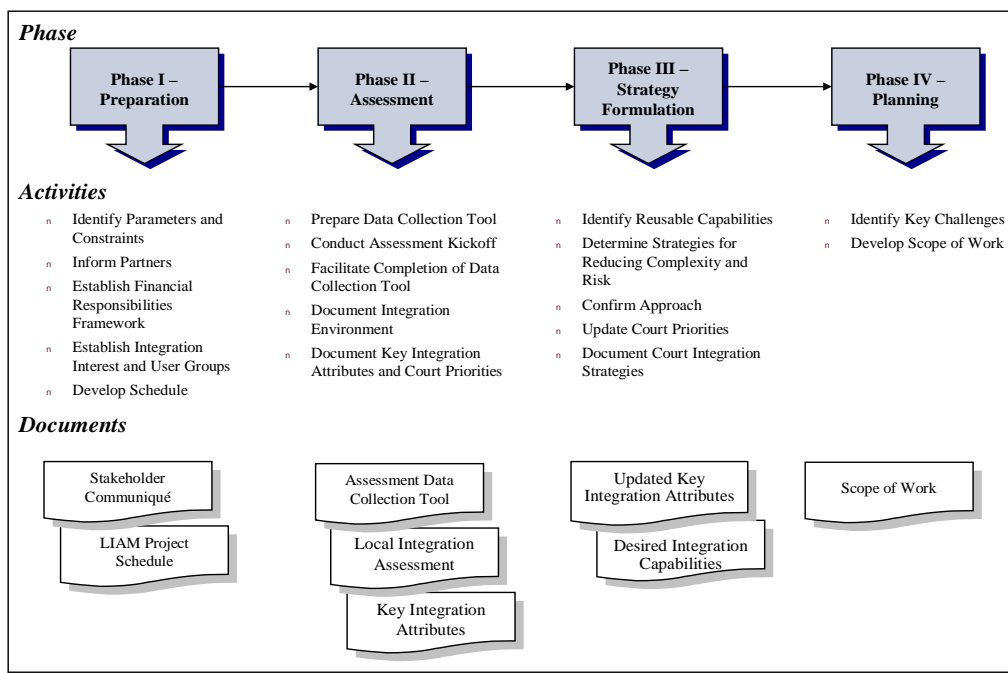 Phase
Phase I –
Preparation
Phase II –
Assessment
Phase III –
Strategy
Formulation
Phase IV –
Planning
Activities
n Identify Parameters and
Constraints
n Inform Partners
n Establish Financial
Responsibilities
Framework
n Establish Integration
Interest and User Groups
n Develop Schedule
n Prepare Data Collection Tool
n Conduct Assessment Kickoff
n Facilitate Completion of Data
Collection Tool
n Document Integration
Environment
n Document Key Integration
Attributes and Court Priorities
n Identify Reusable Capabilities
n Determine Strategies for
Reducing Complexity and
Risk
n Confirm Approach
n Update Court Priorities
n Document Court Integration
Strategies
n Identify Key Challenges
n Develop Scope of Work
Documents
Stakeholder
Communiqué
LIAM Project
Schedule
Assessment Data
Collection Tool
Local Integration
Assessment
Key Integration
Attributes
Updated Key
Integration Attributes
Desired Integration
Capabilities
Scope of Work